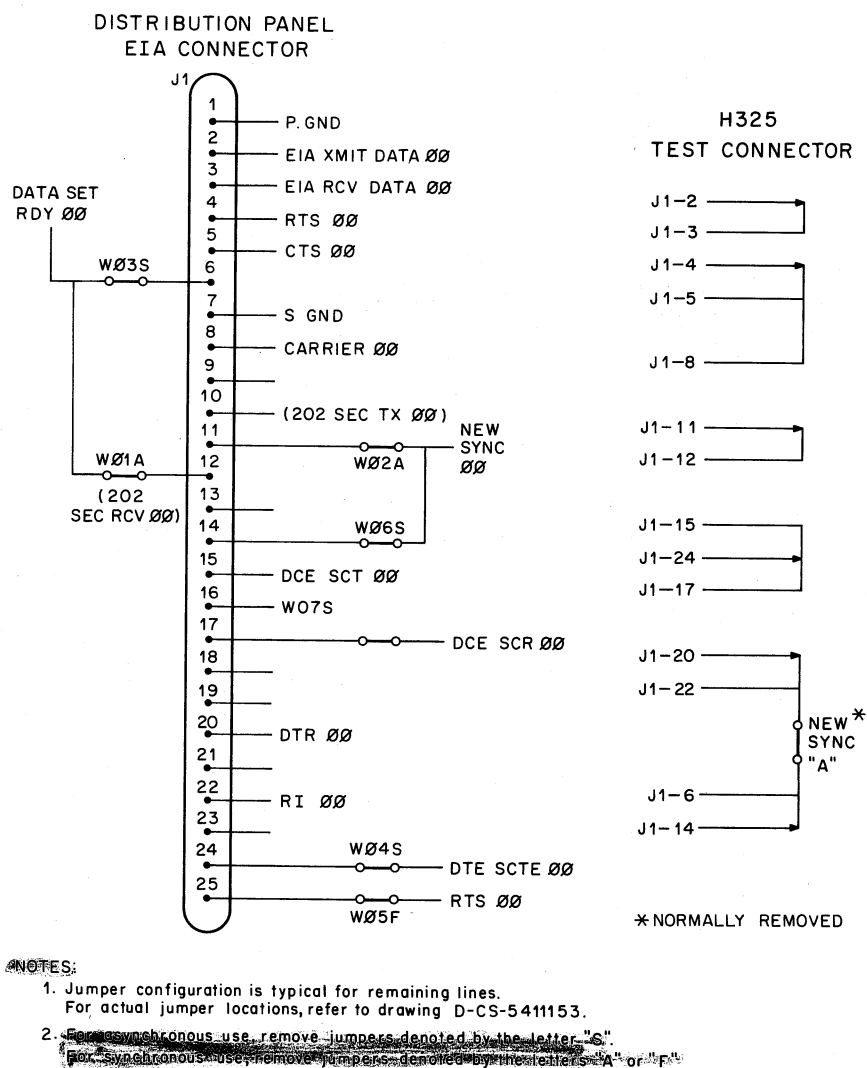 DISTRIBUTION PANEL
EIA CONNECTOR
J1
1
P. GND
2
EIA XMIT DATA ØØ
3
EIA RCV DATA ØØ
4
RTS ØØ
5
CTS ØØ
DATA SET
RDY ØØ
WØ3S
6
7
S GND
8
CARRIER ØØ
9
10
(202 SEC TX ØØ)
11
WØ2A
NEW
SYNC
ØØ
WØ1A
12
(202
SEC RCV ØØ)
13
14
WØ6S
15
DCE SCT ØØ
16
WO7S
17
DCE SCR ØØ
18
19
20
DTR ØØ
21
22
RI ØØ
23
24
WØ4S
DTE SCTE ØØ
25
WØ5F
RTS ØØ
H325
TEST CONNECTOR
J1-2
J1-3
J1-4
J1-5
J1-8
J1-11
J1-12
J1-15
J1-24
J1-17
J1-20
J1-22
NEW *
SYNC
"A"
J1-6
J1-14
*NORMALLY REMOVED
NOTES:
1. Jumper configuration is typical for remaining lines.
For actual jumper locations, refer to drawing D-CS-5411153.
2. For asynchronous use, remove jumpers denoted by the letter "S".
For synchronous use, remove jumpers denoted by the letters "A" or "F"